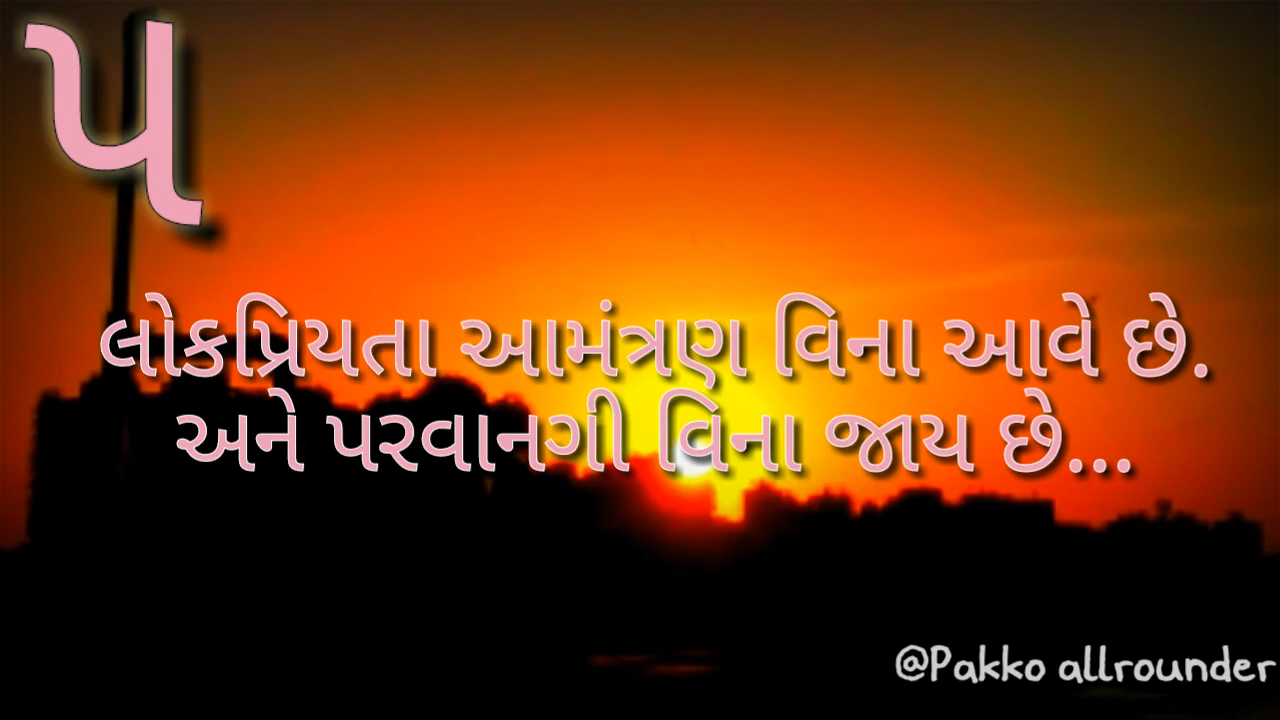 પ
લોકપ્રિયતા આમંત્રણ વિના આવે છે.
અને પરવાનગી વિના જાય છે...
@Pakko allrounder